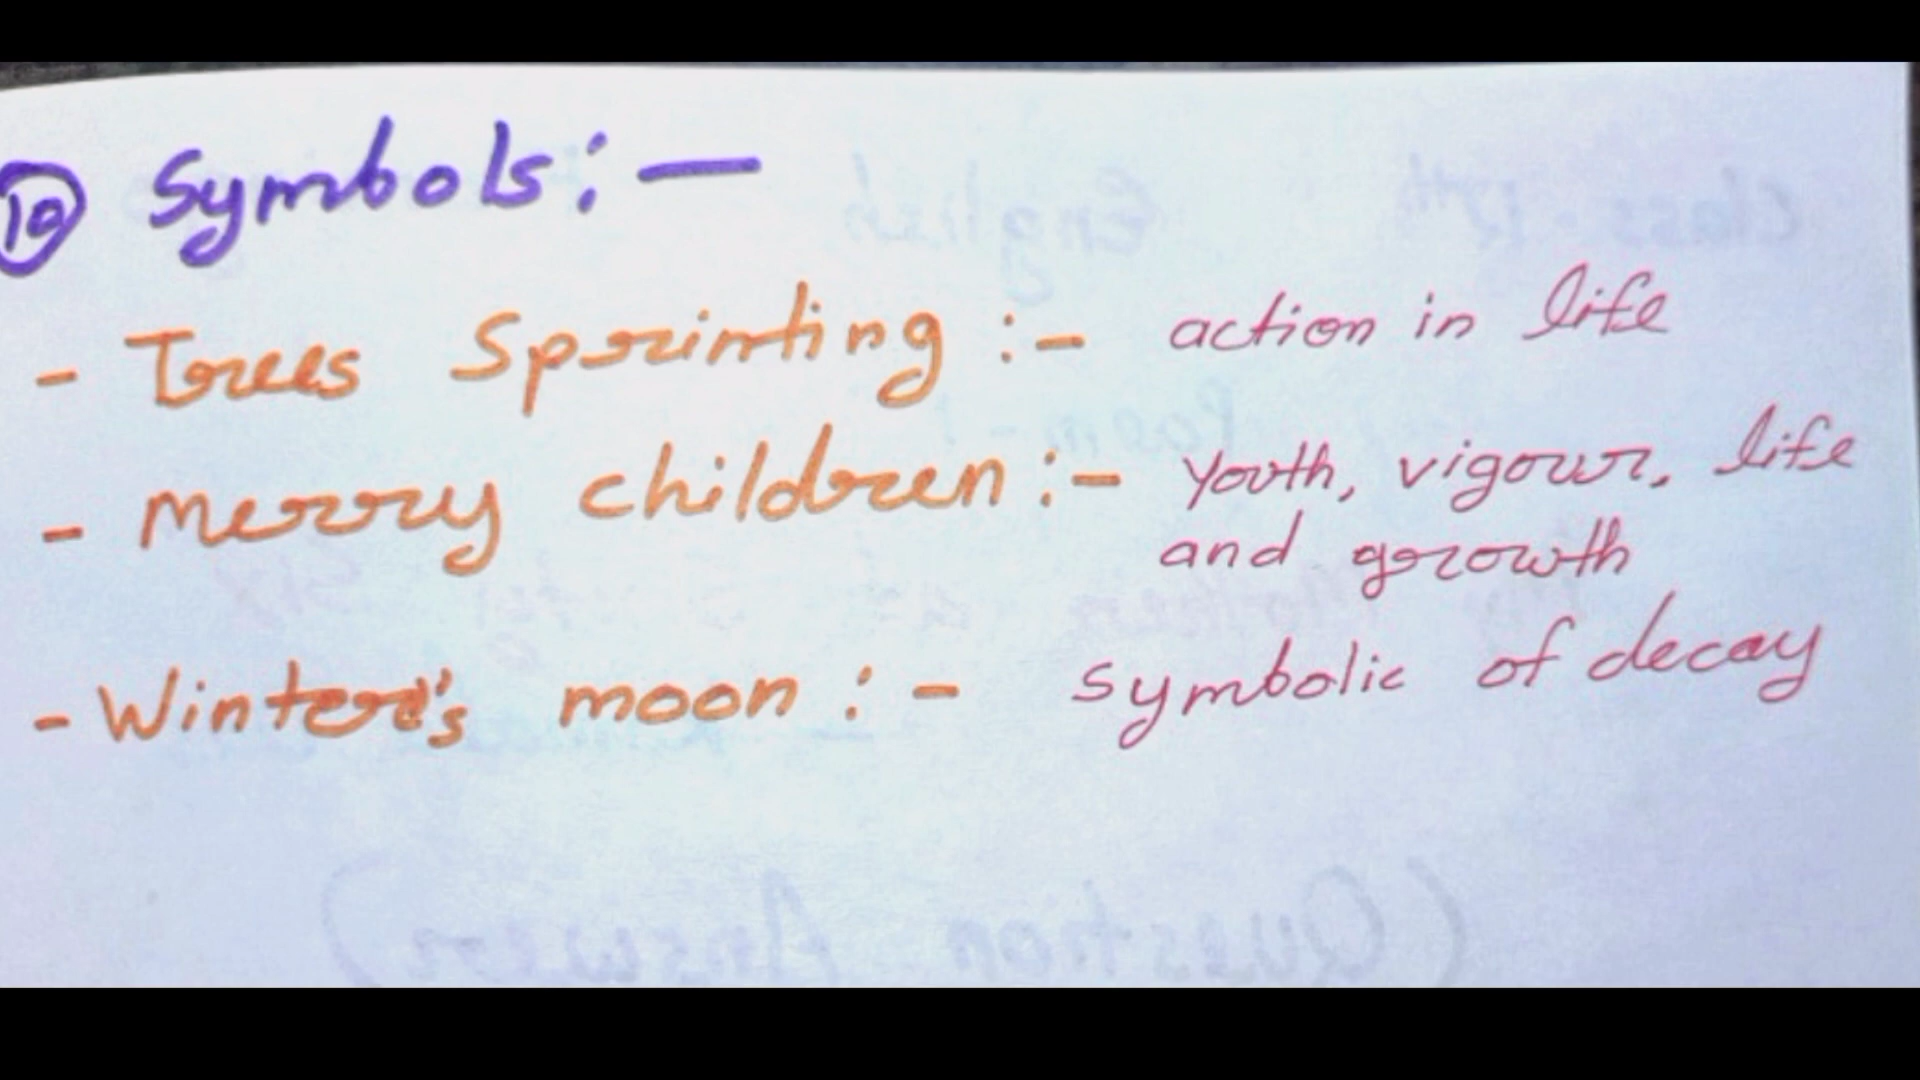 10 Symbols:-
- Trees Sprinting :- action in life
- Merry children :- Youth, vigour, life
and growth
- Winter's moon :- symbolic of decay